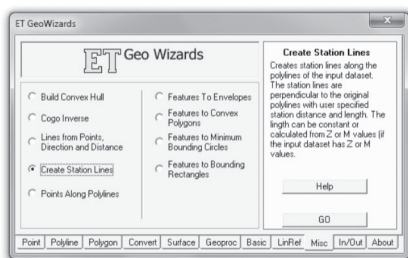 ET GeoWizards
ET Geo Wizards
Build Convex Hull
Cogo Inverse
Lines from Points,
Direction and Distance
Create Station Lines
Points Along Polylines
Features To Envelopes
Features to Convex
Polygons
Features to Minimum
Bounding Circles
Features to Bounding
Rectangles
Create Station Lines
Creates station lines along the
polylines of the input dataset.
The station lines are
perpendicular to the original
polylines with user specified
station distance and length. The
lingth can be constant or
calculated from Z or M values (if
the input dataset has Z or M
values.
Help
GO
Point Polyline Polygon Convert Surface Geoproc Basic LinRef Misc In/Out About